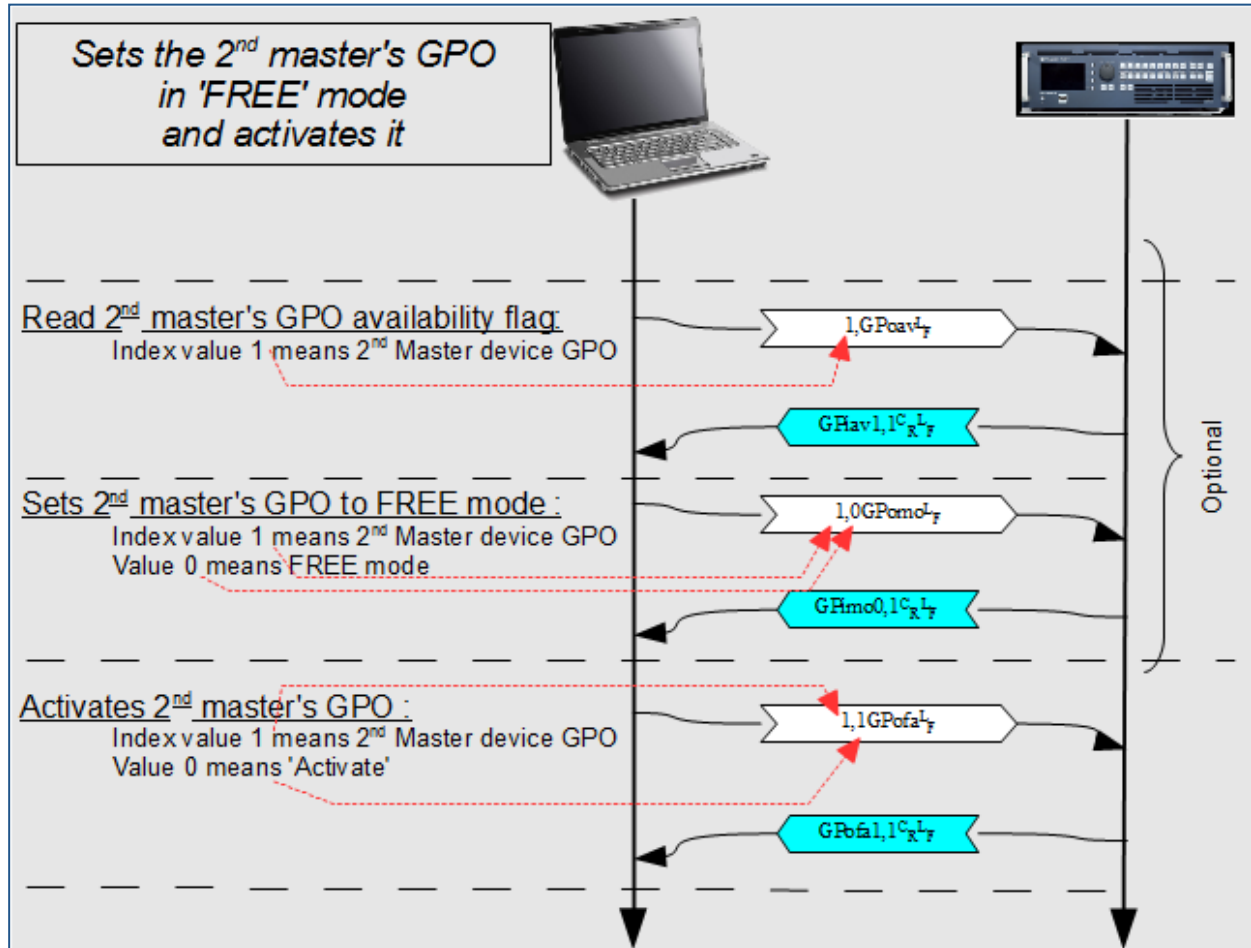 Sets the 2nd master's GPO
in 'FREE' mode
and activates it
Read 2nd master's GPO availability flag:
Index value 1 means 2nd Master device GPO
1,GPoavLF
GPiav1,1CRLF
Sets 2nd master's GPO to FREE mode :
Index value 1 means 2nd Master device GPO
Value 0 means FREE mode
1,0GPomoLF
GPimo0,1CRLF
Optional
Activates 2nd master's GPO :
Index value 1 means 2nd Master device GPO
Value 0 means 'Activate'
1,1GPofaLF
GPofa1,1CRLF